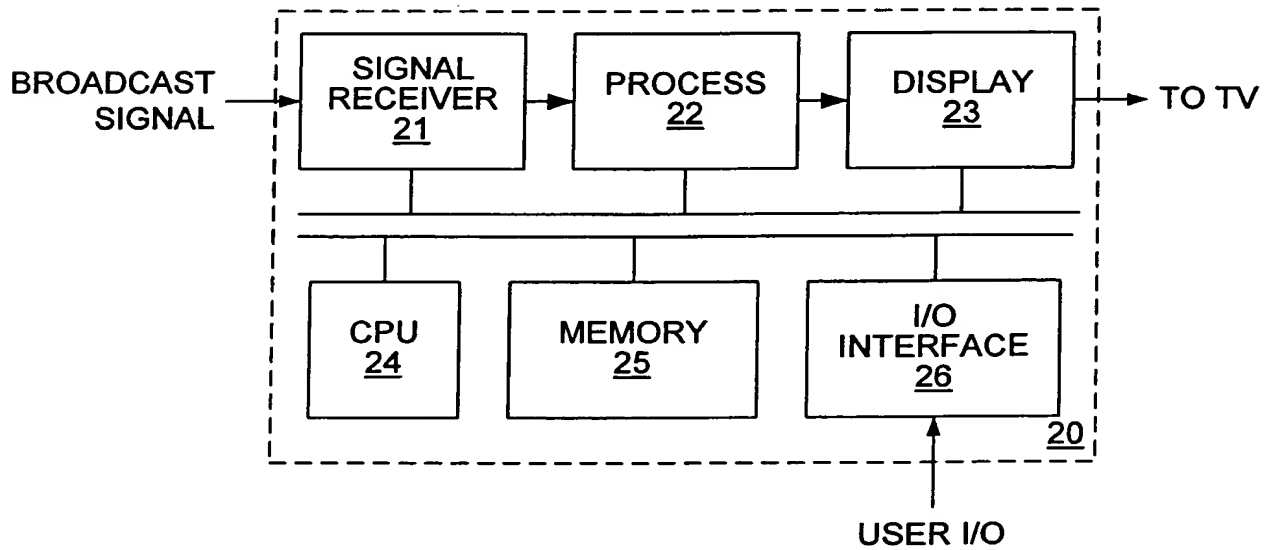 BROADCAST
SIGNAL
SIGNAL
RECEIVER
21
PROCESS
22
DISPLAY
23
TO TV
CPU
24
MEMORY
25
I/O
INTERFACE
26
20
USER I/O